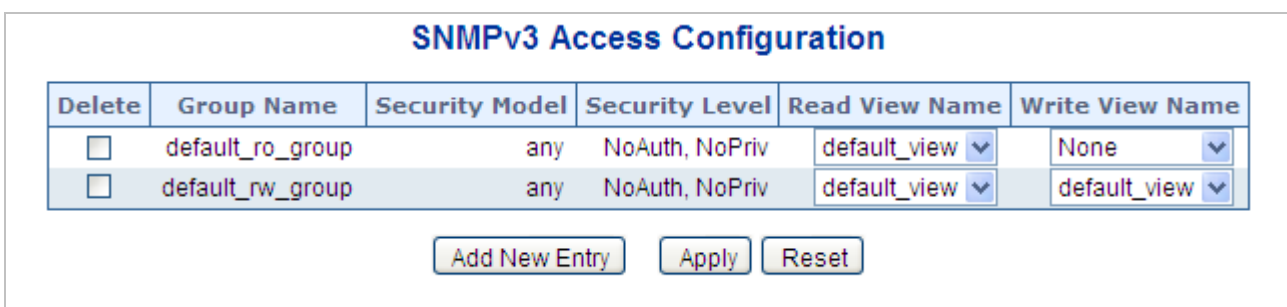 SNMPv3 Access Configuration
Delete Group Name Security Model Security Level Read View Name Write View Name
default_ro_group any NoAuth, NoPriv default_view None
default_rw_group any NoAuth, NoPriv default_view default_view
Add New Entry Apply Reset